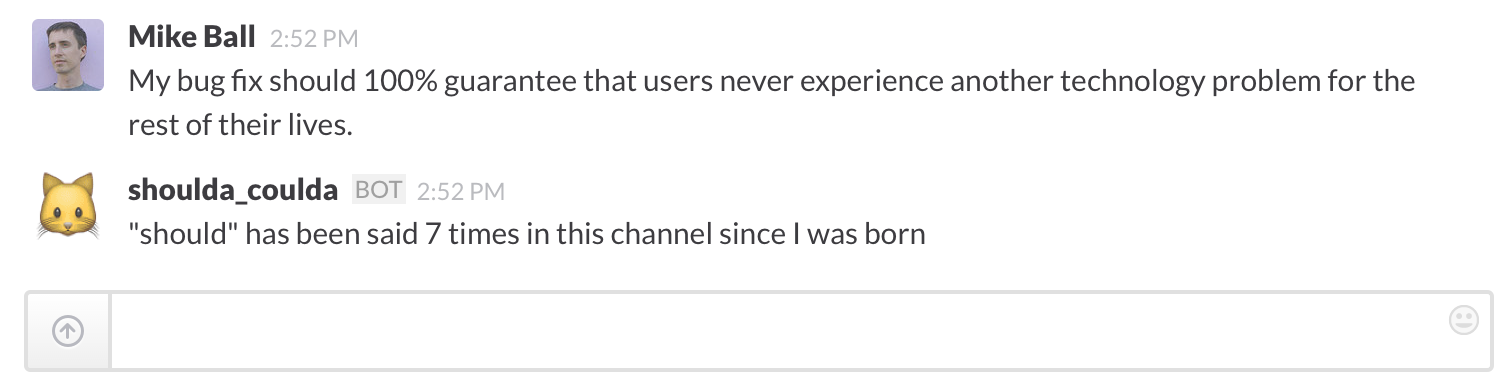 Mike Ball 2:52 PM
My bug fix should 100% guarantee that users never experience another technology problem for the
rest of their lives.
shoulda_coulda BOT 2:52 PM
"should" has been said 7 times in this channel since I was born